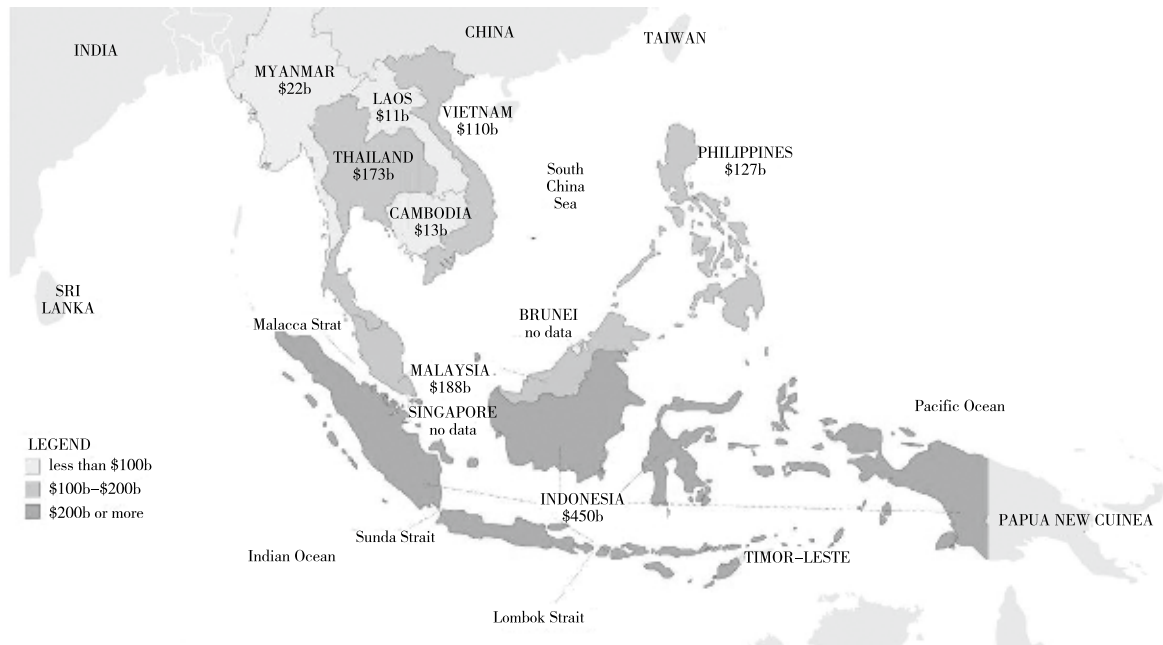 INDIA
CHINA
TAIWAN
MYANMAR
$22b
LAOS
$11b
VIETNAM
$110b
THAILAND
$173b
PHILIPPINES
$127b
South
China
Sea
CAMBODIA
$13b
SRI
LANKA
BRUNEI
no data
Malacca Strat
MALAYSIA
$188b
SINGAPORE
no data
Pacific Ocean
LEGEND
less than $100b
$100b–$200b
$200b or more
INDONESIA
$450b
PAPUA NEW CUINEA
Sunda Strait
Indian Ocean
TIMOR–LESTE
Lombok Strait